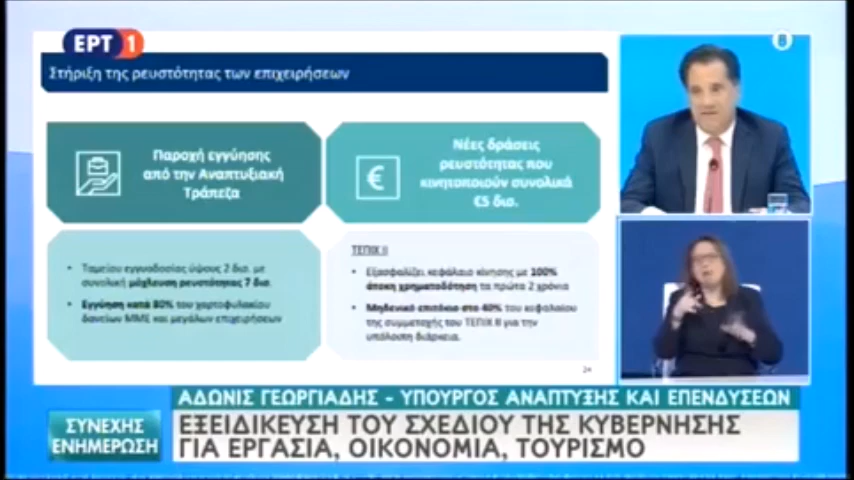 ΕΡΤ 1
8
Στήριξη της ρευστότητας των επιχειρήσεων
Παροχή εγγύησης
από την Αναπτυξιακή
Τράπεζα
Νέες δράσεις
ρευστότητας που
κινητοποιούν συνολικά
€5 δισ.
• Ταμείου εγγυοδοσίας ύψους 2 δισ. με
συνολική μόχλευση ρευστότητας 7 δισ.
• Εγγύηση κατά 80% του χαρτοφυλακίου
δανείων ΜΜΕ και μεγάλων επιχειρήσεων
ΤΕΠΙΧ ΙΙ
• Εξασφαλίζει κεφάλαιο κίνησης με 100%
άτοκη χρηματοδότηση τα πρώτα 2 χρόνια
• Μηδενικό επιτόκιο στο 40% του κεφαλαίου
της συμμετοχής του ΤΕΠΙΧ ΙΙ για την
υπόλοιπη διάρκεια.
24
ΑΔΩΝΙΣ ΓΕΩΡΓΙΑΔΗΣ - ΥΠΟΥΡΓΟΣ ΑΝΑΠΤΥΞΗΣ ΚΑΙ ΕΠΕΝΔΥΣΕΩΝ
ΣΥΝΕΧΗΣ
ΕΝΗΜΕΡΩΣΗ
ΕΞΕΙΔΙΚΕΥΣΗ ΤΟΥ ΣΧΕΔΙΟΥ ΤΗΣ ΚΥΒΕΡΝΗΣΗΣ
ΓΙΑ ΕΡΓΑΣΙΑ, ΟΙΚΟΝΟΜΙΑ, ΤΟΥΡΙΣΜΟ